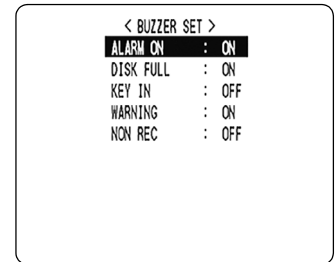 < BUZZER SET >
ALARM ON : ON
DISK FULL : ON
KEY IN : OFF
WARNING : ON
NON REC : OFF